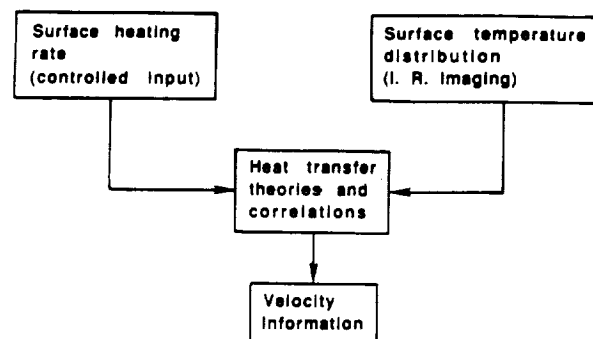 Surface heating
rate
(controlled input)
Surface temperature
distribution
(I. R. Imaging)
Heat transfer
theories and
correlations
Velocity
Information